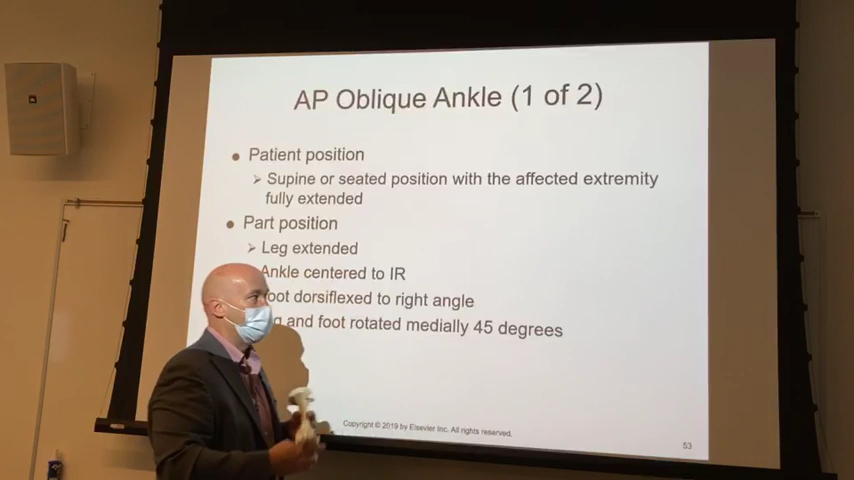 AP Oblique Ankle (1 of 2)
Patient position
Supine or seated position with the affected extremity
fully extended
Part position
Leg extended
Ankle centered to IR
oot dorsiflexed to right angle
g and foot rotated medially 45 degrees
Copyright © 2019 by Elsevier Inc. All rights reserved.
53